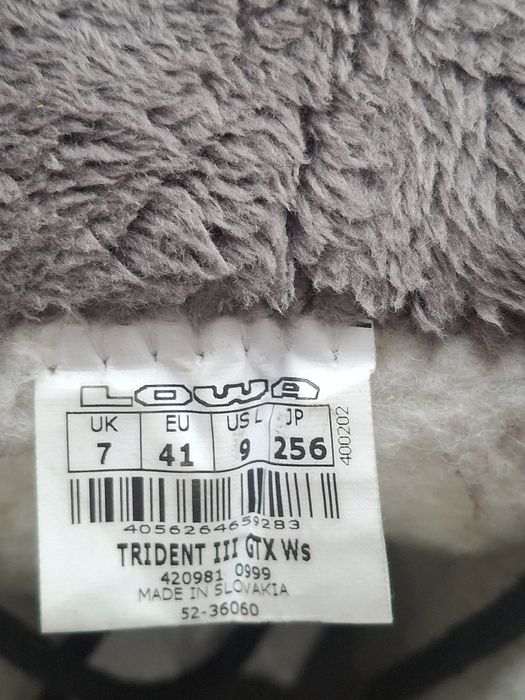 LOWA
UK EU US L JP
7 41 9 256
400202
4056264659283
TRIDENT III GTX Ws
420981 0999
MADE IN SLOVAKIA
52-36060